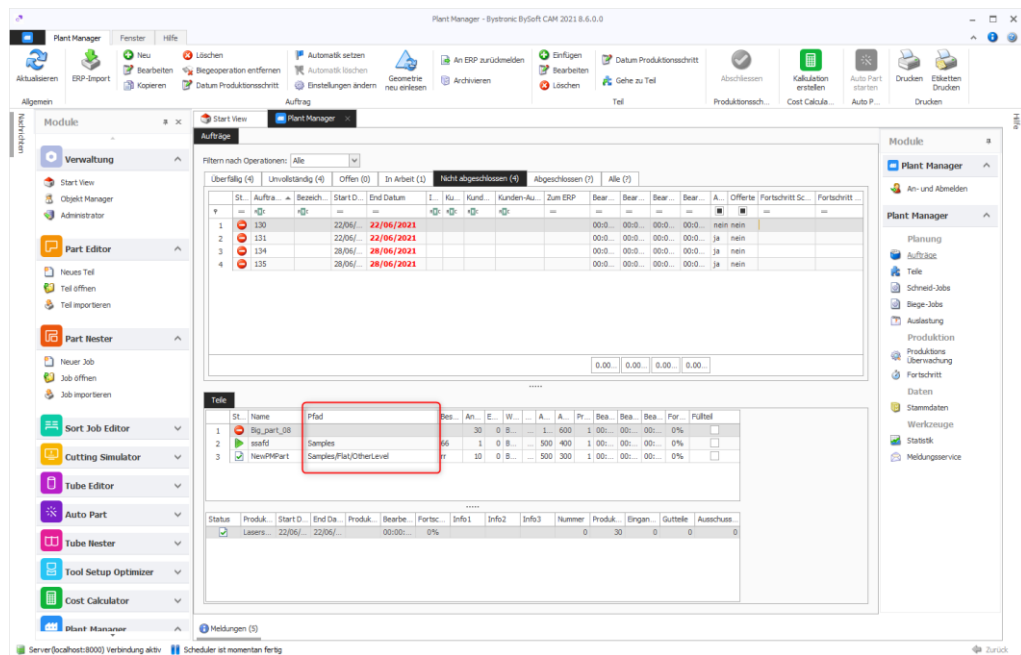 Plant Manager - Bystronic BySoft CAM 2021 8.6.0.0
Plant Manager Fenster Hilfe
Aktualisieren
ERP-Import
Allgemein
Neu
Bearbeiten
Kopieren
Löschen
Biegeoperation entfernen
Datum Produktionsschritt
Automatik setzen
Automatik löschen
Einstellungen ändern
Geometrie neu einlesen
An ERP zurückmelden
Archivieren
Auftrag
Einfügen
Bearbeiten
Löschen
Datum Produktionsschritt
Gehe zu Teil
Teil
Abschliessen
Produktionssch...
Kalkulation erstellen
Cost Calcula...
Auto Part starten
Auto P...
Drucken
Etiketten Drucken
Drucken
Nachrichten
Hilfe
Module
Verwaltung
Start View
Objekt Manager
Administrator
Part Editor
Neues Teil
Teil öffnen
Teil importieren
Part Nester
Neuer Job
Job öffnen
Job importieren
Sort Job Editor
Cutting Simulator
Tube Editor
Auto Part
Tube Nester
Tool Setup Optimizer
Cost Calculator
Plant Manager
Start View Plant Manager
Aufträge
Filtern nach Operationen: Alle
Überfällig (4) Unvollständig (4) Offen (0) In Arbeit (1) Nicht abgeschlossen (4) Abgeschlossen (?) Alle (?)
St... Auftra... Bezeich... Start D... End Datum I... Ku... Kund... Kunden-Au... Zum ERP Bear... Bear... Bear... Bear... A... Offerte Fortschritt Sc... Fortschritt ...
1 130 22/06/... 22/06/2021 00:0... 00:0... 00:0... 00:0... nein nein
2 131 22/06/... 22/06/2021 00:0... 00:0... 00:0... 00:0... ja nein
3 134 28/06/... 28/06/2021 00:0... 00:0... 00:0... 00:0... ja nein
4 135 28/06/... 28/06/2021 00:0... 00:0... 00:0... 00:0... ja nein
0.00... 0.00... 0.00... 0.00...
Teile
St... Name Pfad Bes... An... E... W... ... A... A... Pr... Bea... Bea... Bea... For... Füllteil
1 Big_part_08 30 0 B... ... 1... 600 1 00:... 00:... 00:... 0%
2 ssafd Samples 66 1 0 B... ... 500 400 1 00:... 00:... 00:... 0%
3 NewPMPart Samples/Flat/OtherLevel rr 10 0 B... ... 500 300 1 00:... 00:... 00:... 0%
Status Produk... Start D... End Da... Produk... Bearbe... Fortsc... Info1 Info2 Info3 Nummer Produk... Eingan... Gutteile Ausschuss...
Lasers... 22/06/... 22/06/... 00:00:... 0% 0 30 0 0 0
Meldungen (5)
Module
Plant Manager
An- und Abmelden
Plant Manager
Planung
Aufträge
Teile
Schneid-Jobs
Biege-Jobs
Auslastung
Produktion
Produktions Überwachung
Fortschritt
Daten
Stammdaten
Werkzeuge
Statistik
Meldungsservice
Server(localhost:8000) Verbindung aktiv Scheduler ist momentan fertig Zurück